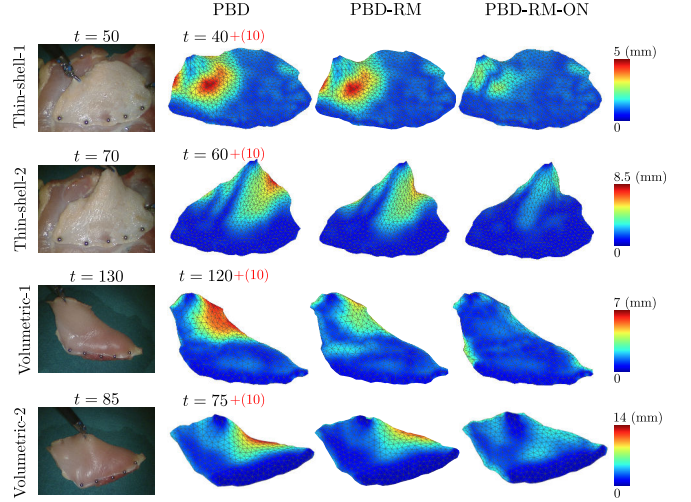 PBD PBD-RM PBD-RM-ON
Thin-shell-1
t = 50
t = 40+(10)
5 (mm)
0
Thin-shell-2
t = 70
t = 60+(10)
8.5 (mm)
0
Volumetric-1
t = 130
t = 120+(10)
7 (mm)
0
Volumetric-2
t = 85
t = 75+(10)
14 (mm)
0